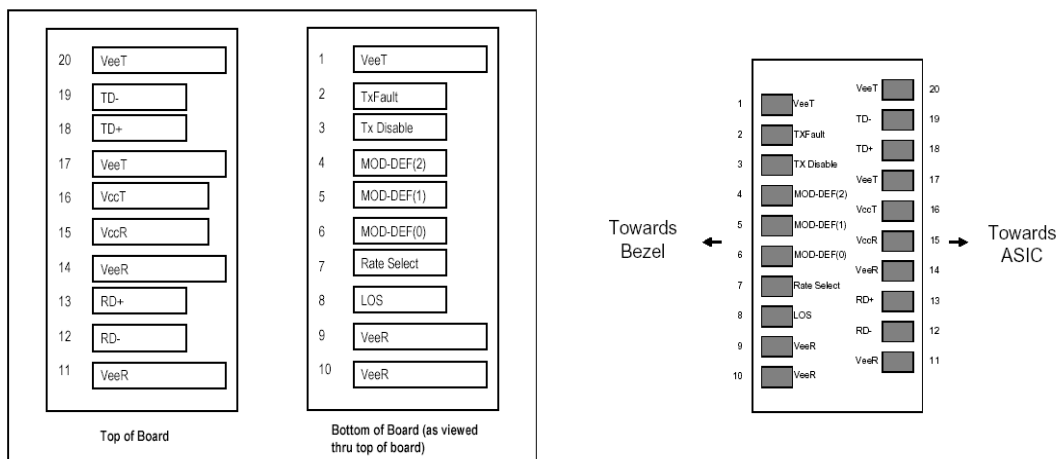 20 VeeT
19 TD-
18 TD+
17 VeeT
16 VccT
15 VccR
14 VeeR
13 RD+
12 RD-
11 VeeR
Top of Board
1 VeeT
2 TxFault
3 Tx Disable
4 MOD-DEF(2)
5 MOD-DEF(1)
6 MOD-DEF(0)
7 Rate Select
8 LOS
9 VeeR
10 VeeR
Bottom of Board (as viewed
thru top of board)
Towards
Bezel
1 VeeT
2 TXFault
3 TX Disable
4 MOD-DEF(2)
5 MOD-DEF(1)
6 MOD-DEF(0)
7 Rate Select
8 LOS
9 VeeR
10 VeeR
VeeT 20
TD- 19
TD+ 18
VeeT 17
VccT 16
VccR 15
VeeR 14
RD+ 13
RD- 12
VeeR 11
Towards
ASIC